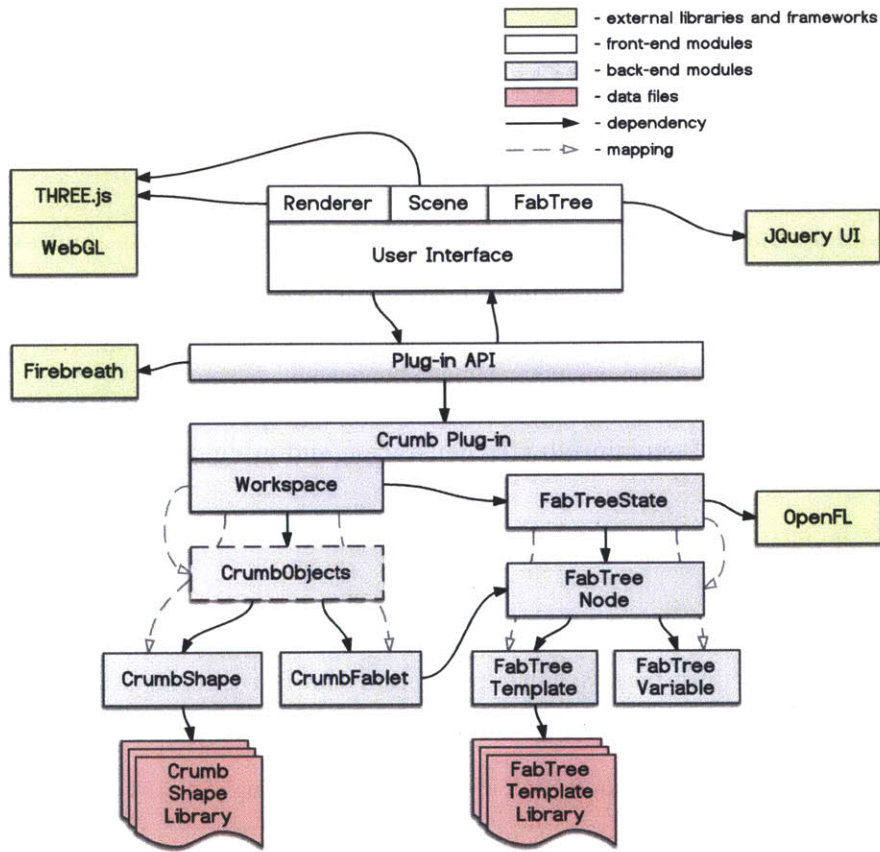 - external libraries and frameworks
- front-end modules
- back-end modules
- data files
- dependency
- mapping
THREE.js
WebGL
Renderer
Scene
FabTree
User Interface
JQuery UI
Firebreath
Plug-in API
Crumb Plug-in
Workspace
FabTreeState
OpenFL
CrumbObjects
FabTree
Node
CrumbShape
CrumbFablet
FabTree
Template
FabTree
Variable
Crumb
Shape
Library
FabTree
Template
Library